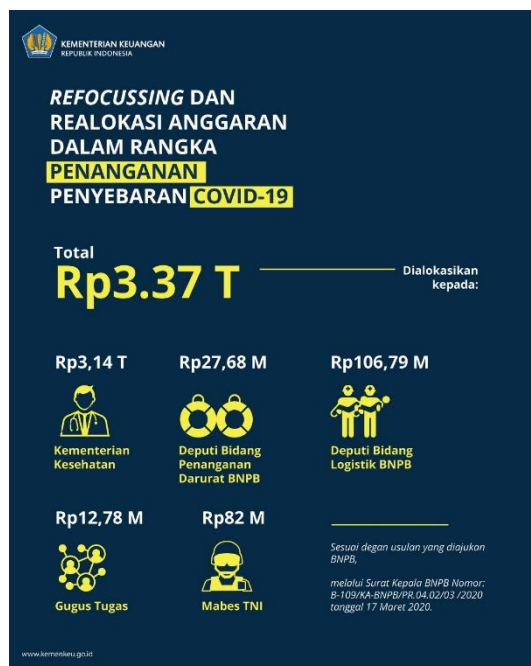 KEMENTERIAN KEUANGAN
REPUBLIK INDONESIA
REFOCUSSING DAN
REALOKASI ANGGARAN
DALAM RANGKA
PENANGANAN
PENYEBARAN COVID-19
Total
Rp3.37 T
Dialokasikan
kepada:
Rp3,14 T
Kementerian
Kesehatan
Rp27,68 M
Deputi Bidang
Penanganan
Darurat BNPB
Rp106,79 M
Deputi Bidang
Logistik BNPB
Rp12,78 M
Gugus Tugas
Rp82 M
Mabes TNI
Sesuai degan usulan yang diajukan
BNPB,
melalui Surat Kepala BNPB Nomor:
B-109/KA-BNPB/PR.04.02/03 /2020
tanggal 17 Maret 2020.
www.kemenkeu.go.id